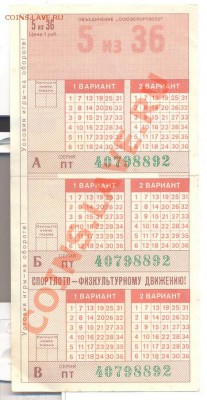 5 из 36
ОБЪЕДИНЕНИЕ "СОЮЗСПОРТЛОТО"
Цена 1 руб.
5 из 36
Условия игры-на обороте!
1 ВАРИАНТ 2 ВАРИАНТ
1 7 13 19 25 31 1 7 13 19 25 31
2 8 14 20 26 32 2 8 14 20 26 32
3 9 15 21 27 33 3 9 15 21 27 33
4 10 16 22 28 34 4 10 16 22 28 34
5 11 17 23 29 35 5 11 17 23 29 35
6 12 18 24 30 36 6 12 18 24 30 36
А СЕРИЯ ПТ 40798892
Условия игры-на обороте!
1 ВАРИАНТ 2 ВАРИАНТ
1 7 13 19 25 31 1 7 13 19 25 31
2 8 14 20 26 32 2 8 14 20 26 32
3 9 15 21 27 33 3 9 15 21 27 33
4 10 16 22 28 34 4 10 16 22 28 34
5 11 17 23 29 35 5 11 17 23 29 35
6 12 18 24 30 36 6 12 18 24 30 36
Б СЕРИЯ ПТ 40798892
СПОРТЛОТО—ФИЗКУЛЬТУРНОМУ ДВИЖЕНИЮ!
Условия игры-на обороте!
1 ВАРИАНТ 2 ВАРИАНТ
1 7 13 19 25 31 1 7 13 19 25 31
2 8 14 20 26 32 2 8 14 20 26 32
3 9 15 21 27 33 3 9 15 21 27 33
4 10 16 22 28 34 4 10 16 22 28 34
5 11 17 23 29 35 5 11 17 23 29 35
6 12 18 24 30 36 6 12 18 24 30 36
В СЕРИЯ ПТ 40798892